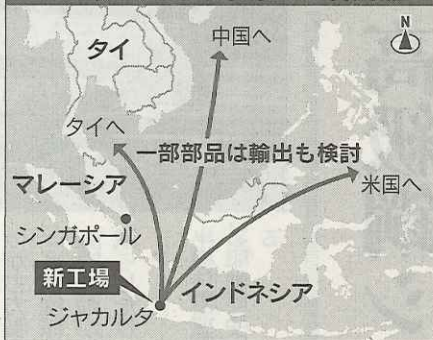 N
中国へ
タイ
タイへ
一部部品は輸出も検討
マレーシア
米国へ
シンガポール
新工場
インドネシア
ジャカルタ